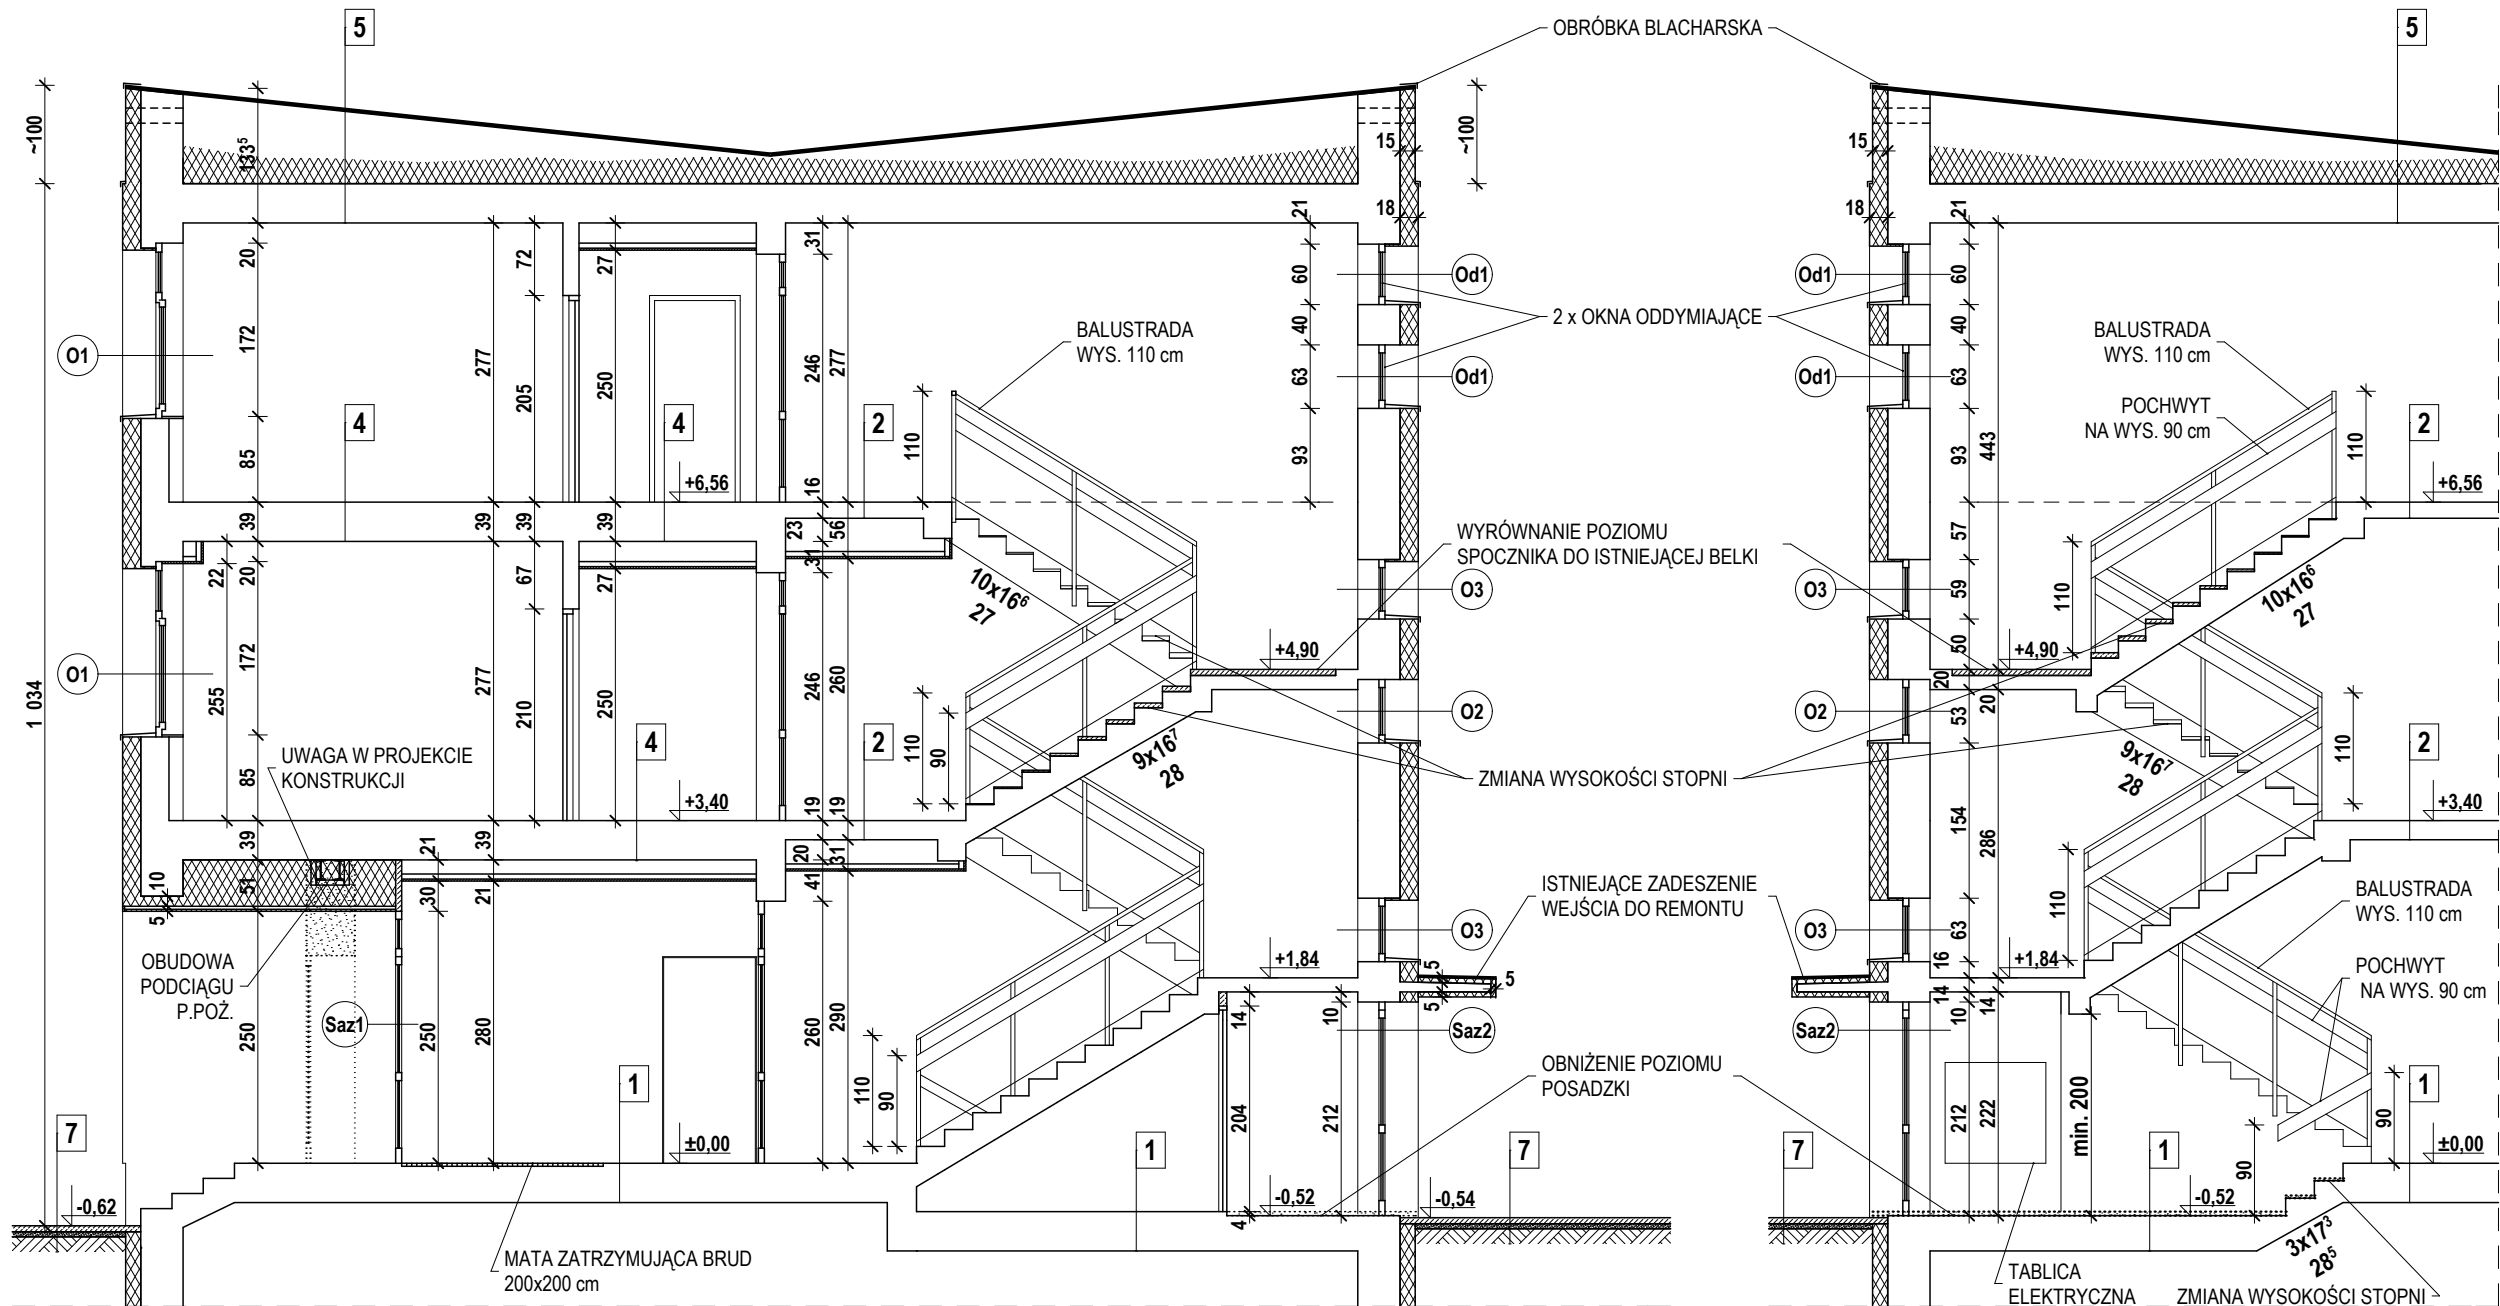 5
OBRÓBKA BLACHARSKA
5
~100
133⁵
15
~100
15
18
18
21
20
72
27
31
21
60
Od1
Od1
60
2 x OKNA ODDYMIAJĄCE
40
40
O1
172
277
205
250
246
277
BALUSTRADA
WYS. 110 cm
63
Od1
Od1
63
BALUSTRADA
WYS. 110 cm
POCHWYT
NA WYS. 90 cm
4
4
2
110
93
93
443
110
2
85
+6,56
16
+6,56
39
39
39
39
23
56
WYRÓWNANIE POZIOMU
SPOCZNIKA DO ISTNIEJĄCEJ BELKI
57
22
20
67
27
31
10x16⁶
27
O3
O3
59
110
10x16⁶
27
50
+4,90
+4,90
O1
172
255
277
210
250
246
260
20
20
1 034
O2
O2
53
4
2
110
90
9x16⁷
28
9x16⁷
28
110
2
UWAGA W PROJEKCIE
KONSTRUKCJI
85
ZMIANA WYSOKOŚCI STOPNI
+3,40
19
19
154
286
+3,40
39
21
39
20
31
10
51
30
21
41
5
ISTNIEJĄCE ZADESZENIE
WEJŚCIA DO REMONTU
110
BALUSTRADA
WYS. 110 cm
O3
O3
63
OBUDOWA
PODCIĄGU
P.POŻ.
+1,84
5
5
5
16
+1,84
POCHWYT
NA WYS. 90 cm
14
14
Saz1
250
250
280
260
290
14
10
Saz2
Saz2
10
110
90
OBNIŻENIE POZIOMU
POSADZKI
1
204
212
212
222
min. 200
90
90
1
7
±0,00
1
7
7
1
±0,00
-0,62
-0,52
-0,54
-0,52
4
MATA ZATRZYMUJĄCA BRUD
200x200 cm
3x17³
28⁵
TABLICA
ELEKTRYCZNA
ZMIANA WYSOKOŚCI STOPNI